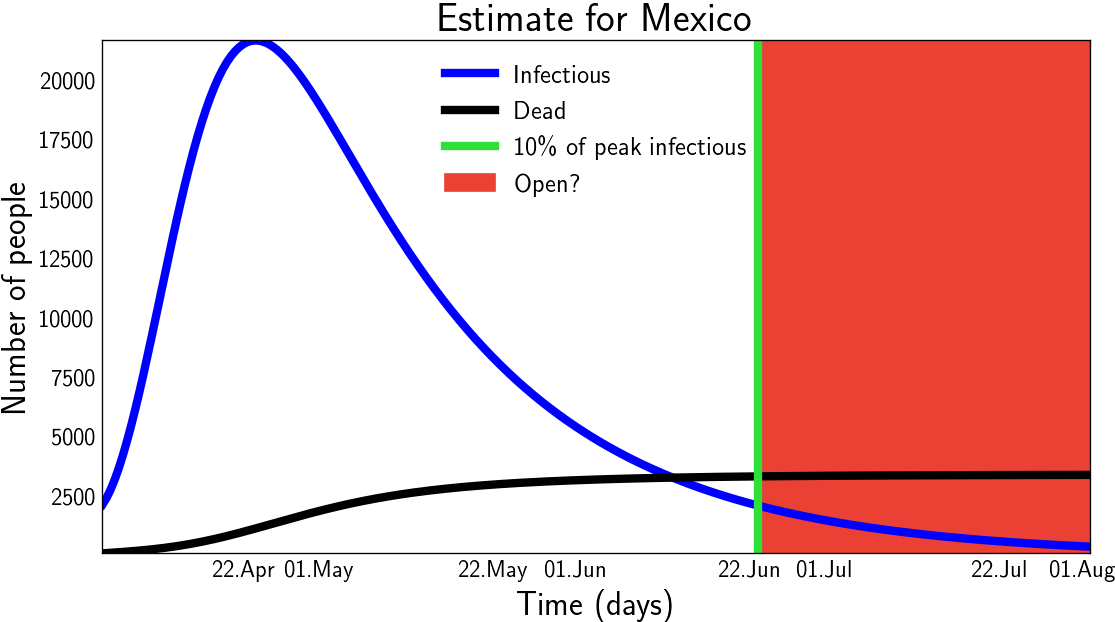 Estimate for Mexico
Infectious
Dead
10% of peak infectious
Open?
Number of people
20000
17500
15000
12500
10000
7500
5000
2500
22.Apr 01.May 22.May 01.Jun 22.Jun 01.Jul 22.Jul 01.Aug
Time (days)